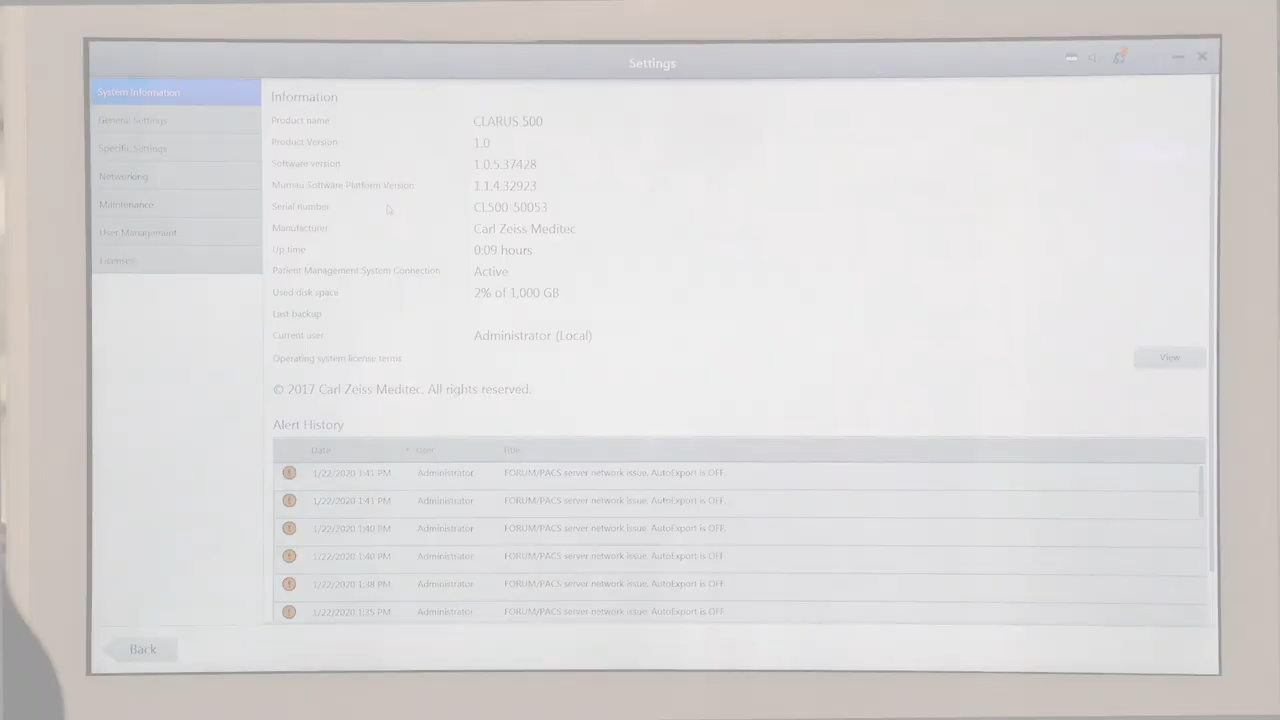 Settings
System Information
General Settings
Specific Settings
Networking
Maintenance
User Management
Licenses
Information
Product name CLARUS 500
Product Version 1.0
Software version 1.0.5.37428
Murnau Software Platform Version 1.1.4.32923
Serial number CL500-50053
Manufacturer Carl Zeiss Meditec
Up time 0:09 hours
Patient Management System Connection Active
Used disk space 2% of 1,000 GB
Last backup
Current user Administrator (Local)
Operating system license terms View
© 2017 Carl Zeiss Meditec. All rights reserved.
Alert History
Date User Title
1/22/2020 1:41 PM Administrator FORUM/PACS server network issue. AutoExport is OFF.
1/22/2020 1:41 PM Administrator FORUM/PACS server network issue. AutoExport is OFF.
1/22/2020 1:40 PM Administrator FORUM/PACS server network issue. AutoExport is OFF.
1/22/2020 1:40 PM Administrator FORUM/PACS server network issue. AutoExport is OFF.
1/22/2020 1:38 PM Administrator FORUM/PACS server network issue. AutoExport is OFF.
1/22/2020 1:35 PM Administrator FORUM/PACS server network issue. AutoExport is OFF.
Back